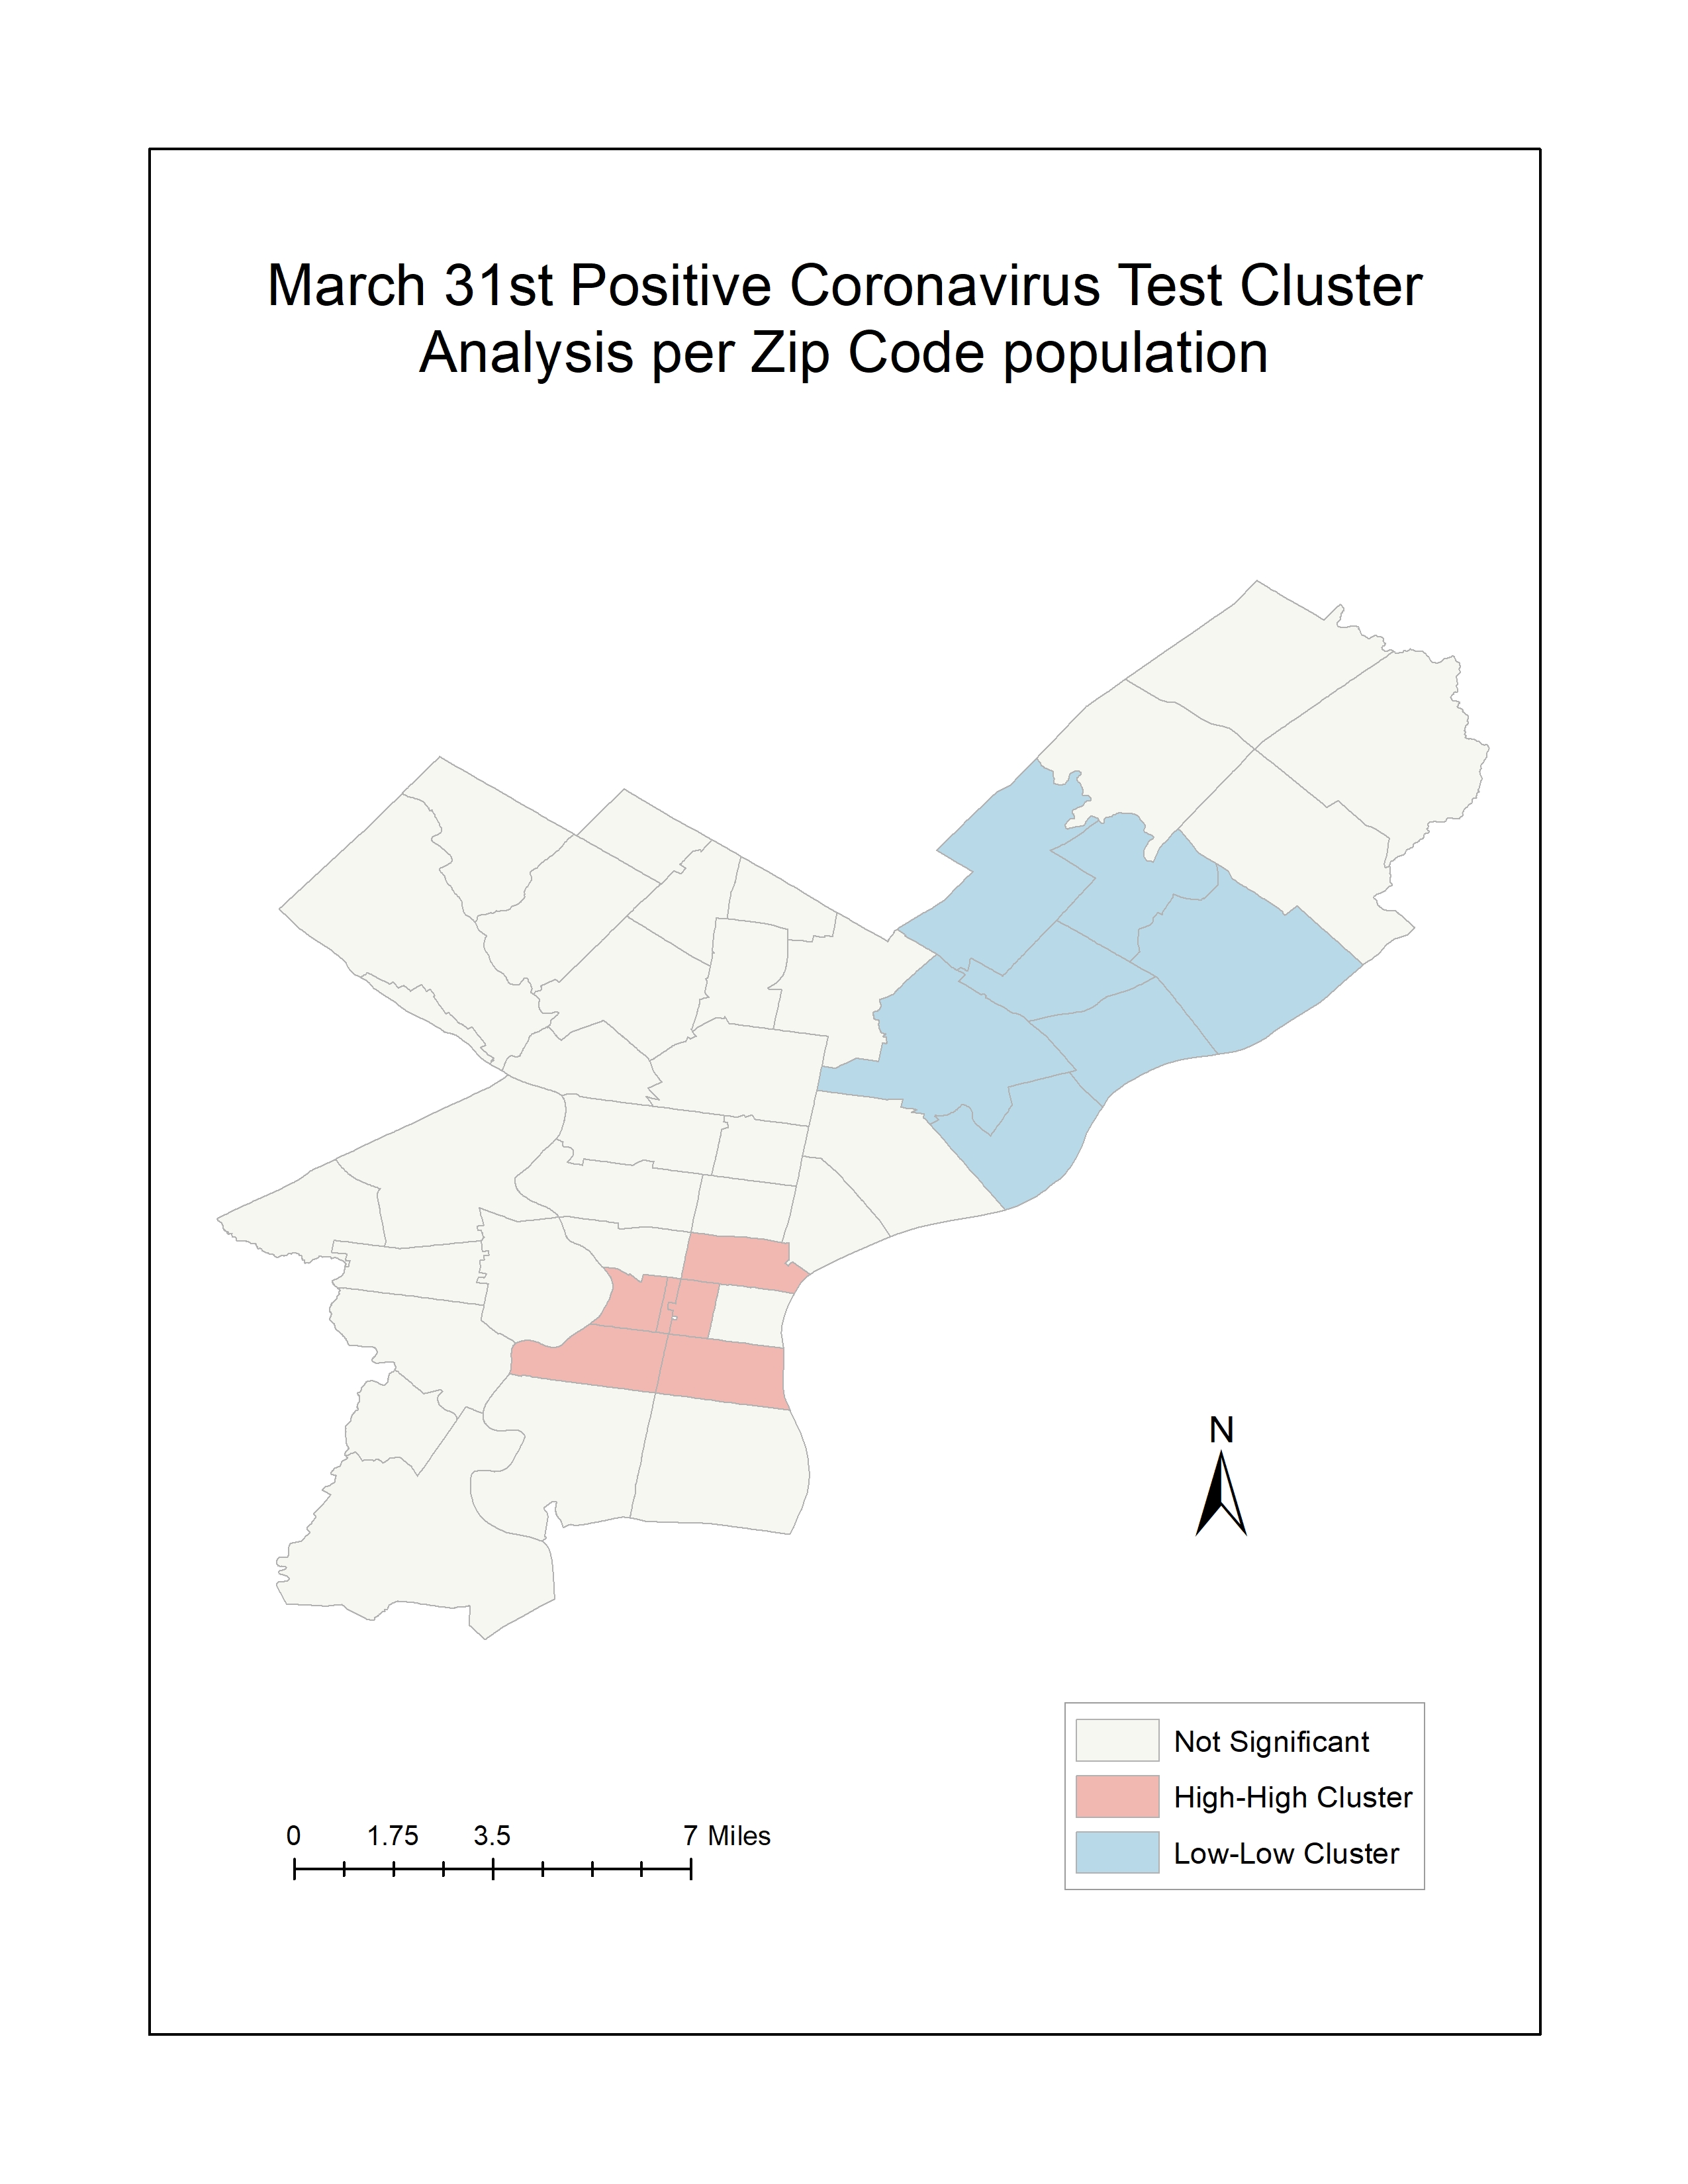 March 31st Positive Coronavirus Test Cluster
Analysis per Zip Code population
N
Not Significant
High-High Cluster
Low-Low Cluster
0 1.75 3.5 7 Miles